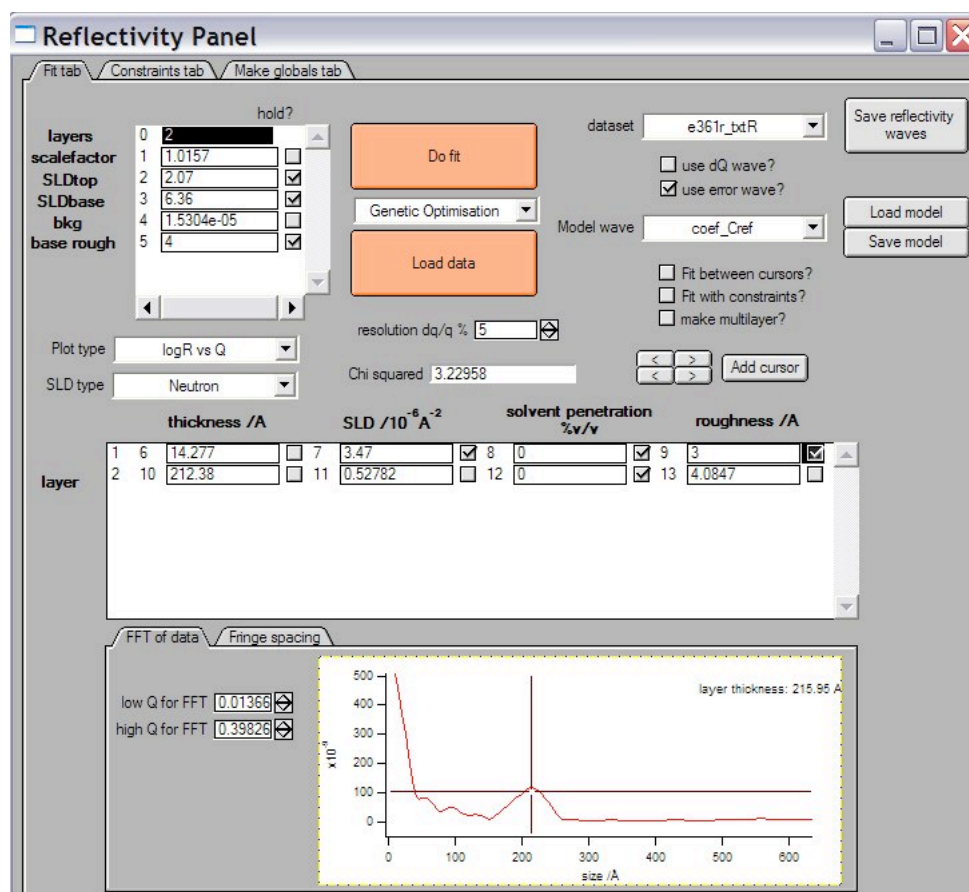 Reflectivity Panel
Fit tab Constraints tab Make globals tab
hold?
layers 0 2
scalefactor 1 1.0157
SLDtop 2 2.07
SLDbase 3 6.36
bkg 4 1.5304e-05
base rough 5 4
Do fit
Genetic Optimisation
Load data
dataset e361r_txtR
use dQ wave?
use error wave?
Model wave coef_Cref
Fit between cursors?
Fit with constraints?
make multilayer?
Save reflectivity
waves
Load model
Save model
resolution dq/q % 5
Plot type logR vs Q
SLD type Neutron
Chi squared 3.22958
< >
< >
Add cursor
thickness /A SLD /10^-6 A^-2 solvent penetration
%v/v roughness /A
layer
1 6 14.277 7 3.47 8 0 9 3
2 10 212.38 11 0.52782 12 0 13 4.0847
FFT of data Fringe spacing
low Q for FFT 0.01366
high Q for FFT 0.39826
layer thickness: 215.95 A
x10^-9
500
400
300
200
100
0
0 100 200 300 400 500 600
size /A